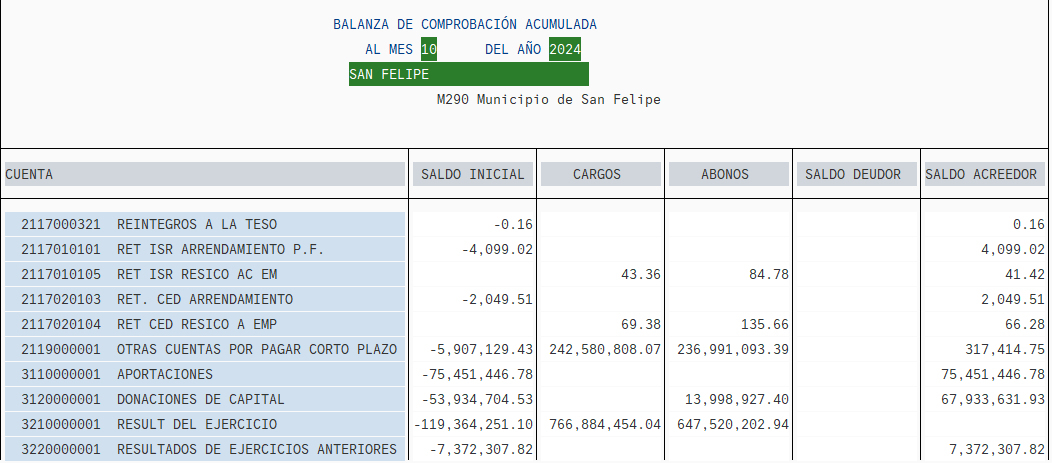 BALANZA DE COMPROBACIÓN ACUMULADA
AL MES 10 DEL AÑO 2024
SAN FELIPE
M290 Municipio de San Felipe
CUENTA SALDO INICIAL CARGOS ABONOS SALDO DEUDOR SALDO ACREEDOR
2117000321 REINTEGROS A LA TESO -0.16 0.16
2117010101 RET ISR ARRENDAMIENTO P.F. -4,099.02 4,099.02
2117010105 RET ISR RESICO AC EM 43.36 84.78 41.42
2117020103 RET. CED ARRENDAMIENTO -2,049.51 2,049.51
2117020104 RET CED RESICO A EMP 69.38 135.66 66.28
2119000001 OTRAS CUENTAS POR PAGAR CORTO PLAZO -5,907,129.43 242,580,808.07 236,991,093.39 317,414.75
3110000001 APORTACIONES -75,451,446.78 75,451,446.78
3120000001 DONACIONES DE CAPITAL -53,934,704.53 13,998,927.40 67,933,631.93
3210000001 RESULT DEL EJERCICIO -119,364,251.10 766,884,454.04 647,520,202.94
3220000001 RESULTADOS DE EJERCICIOS ANTERIORES -7,372,307.82 7,372,307.82